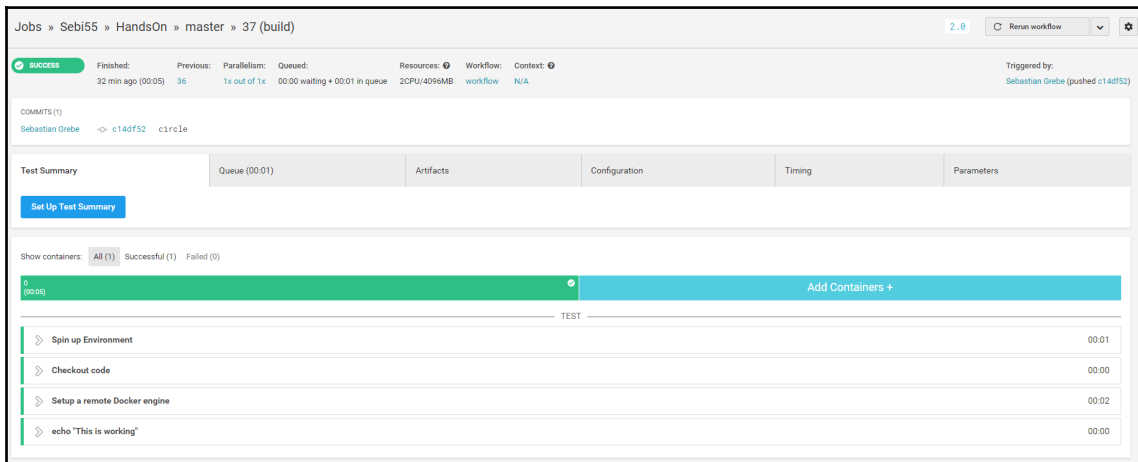 Jobs » Sebi55 » HandsOn » master » 37 (build)
2.0
Rerun workflow
SUCCESS
Finished: Previous: Parallelism: Queued: Resources: Workflow: Context: Triggered by:
32 min ago (00:05) 36 1x out of 1x 00:00 waiting + 00:01 in queue 2CPU/4096MB workflow N/A Sebastian Grebe (pushed c14df52)
COMMITS (1)
Sebastian Grebe c14df52 circle
Test Summary Queue (00:01) Artifacts Configuration Timing Parameters
Set Up Test Summary
Show containers: All (1) Successful (1) Failed (0)
0
(00:05)
Add Containers +
TEST
Spin up Environment 00:01
Checkout code 00:00
Setup a remote Docker engine 00:02
echo "This is working" 00:00